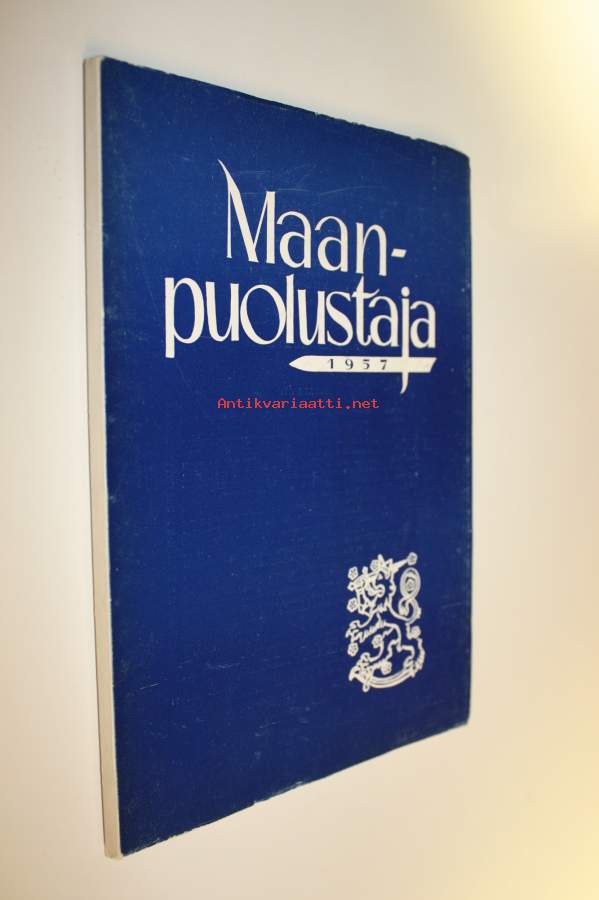 Maan-
puolustaja
1957
Antikvariaatti.net